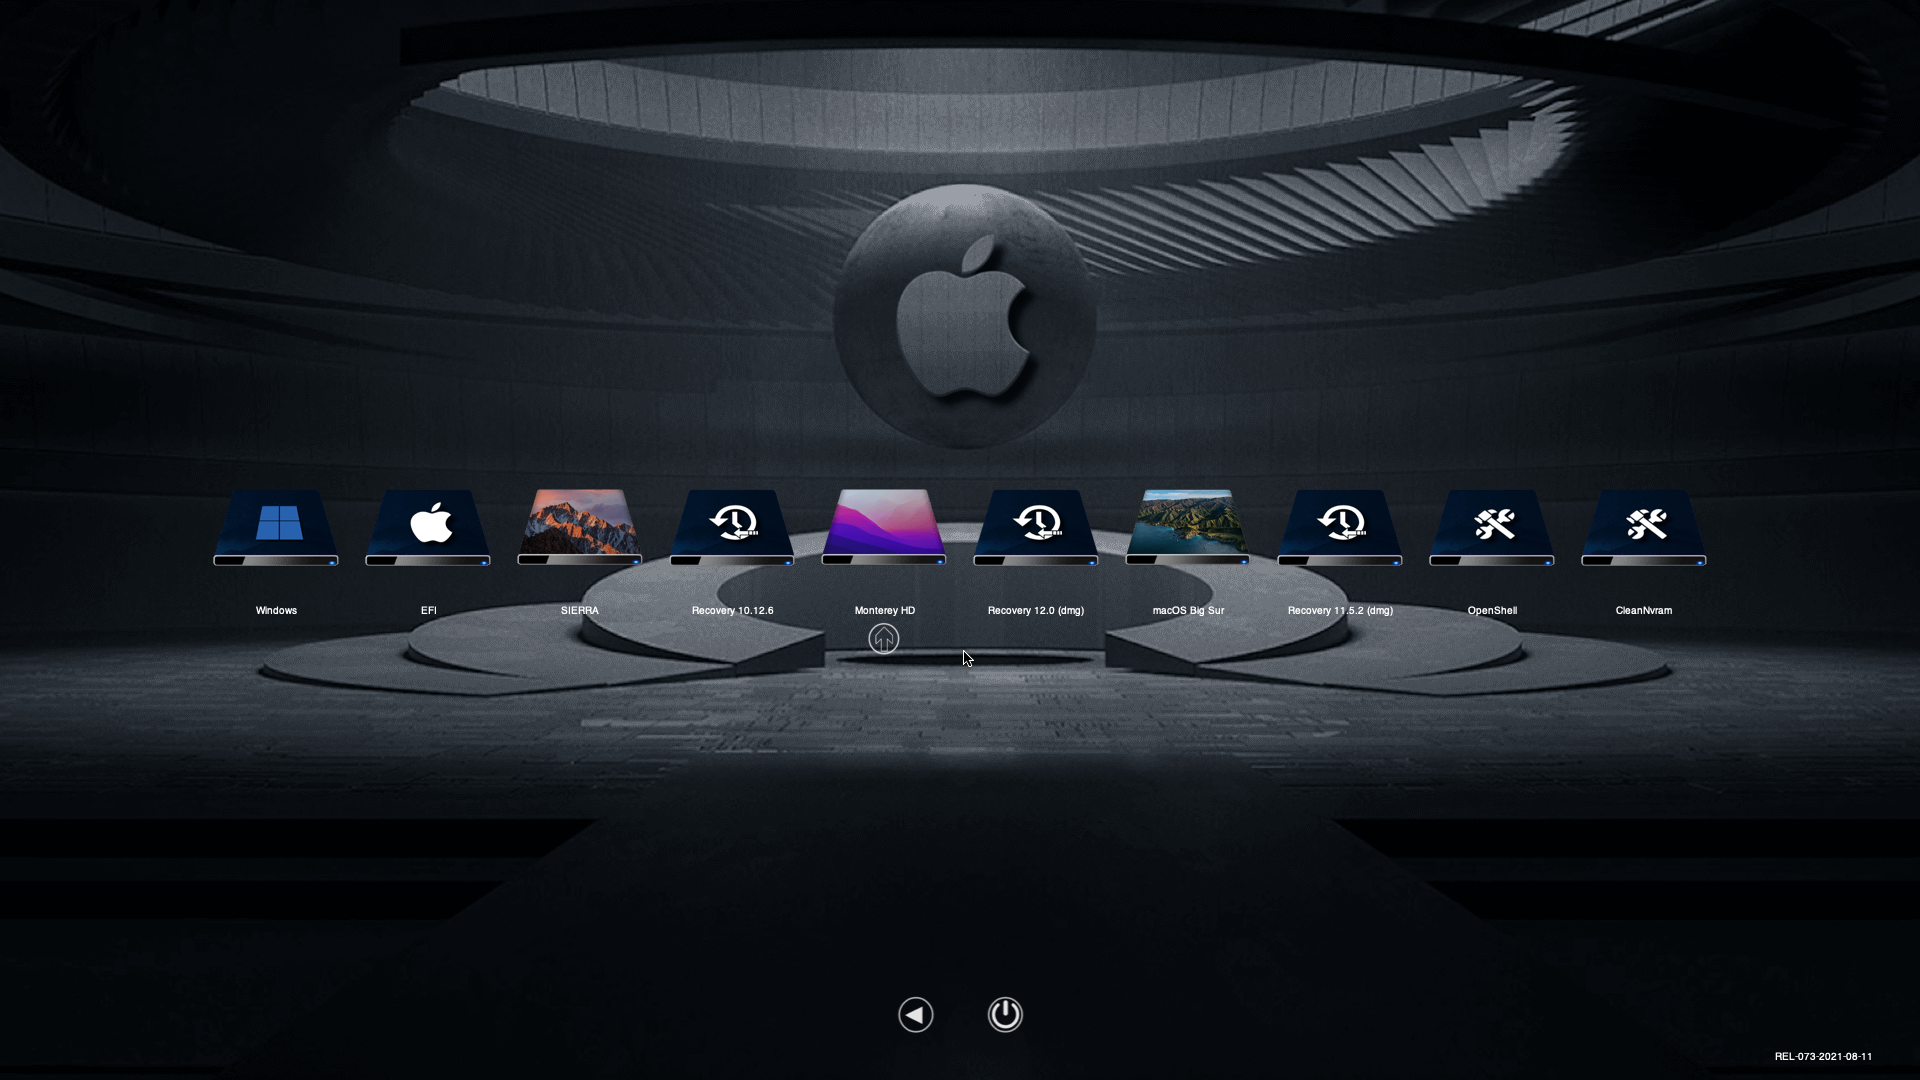 Windows
EFI
SIERRA
Recovery 10.12.6
Monterey HD
Recovery 12.0 (dmg)
macOS Big Sur
Recovery 11.5.2 (dmg)
OpenShell
CleanNvram
REL-073-2021-08-11